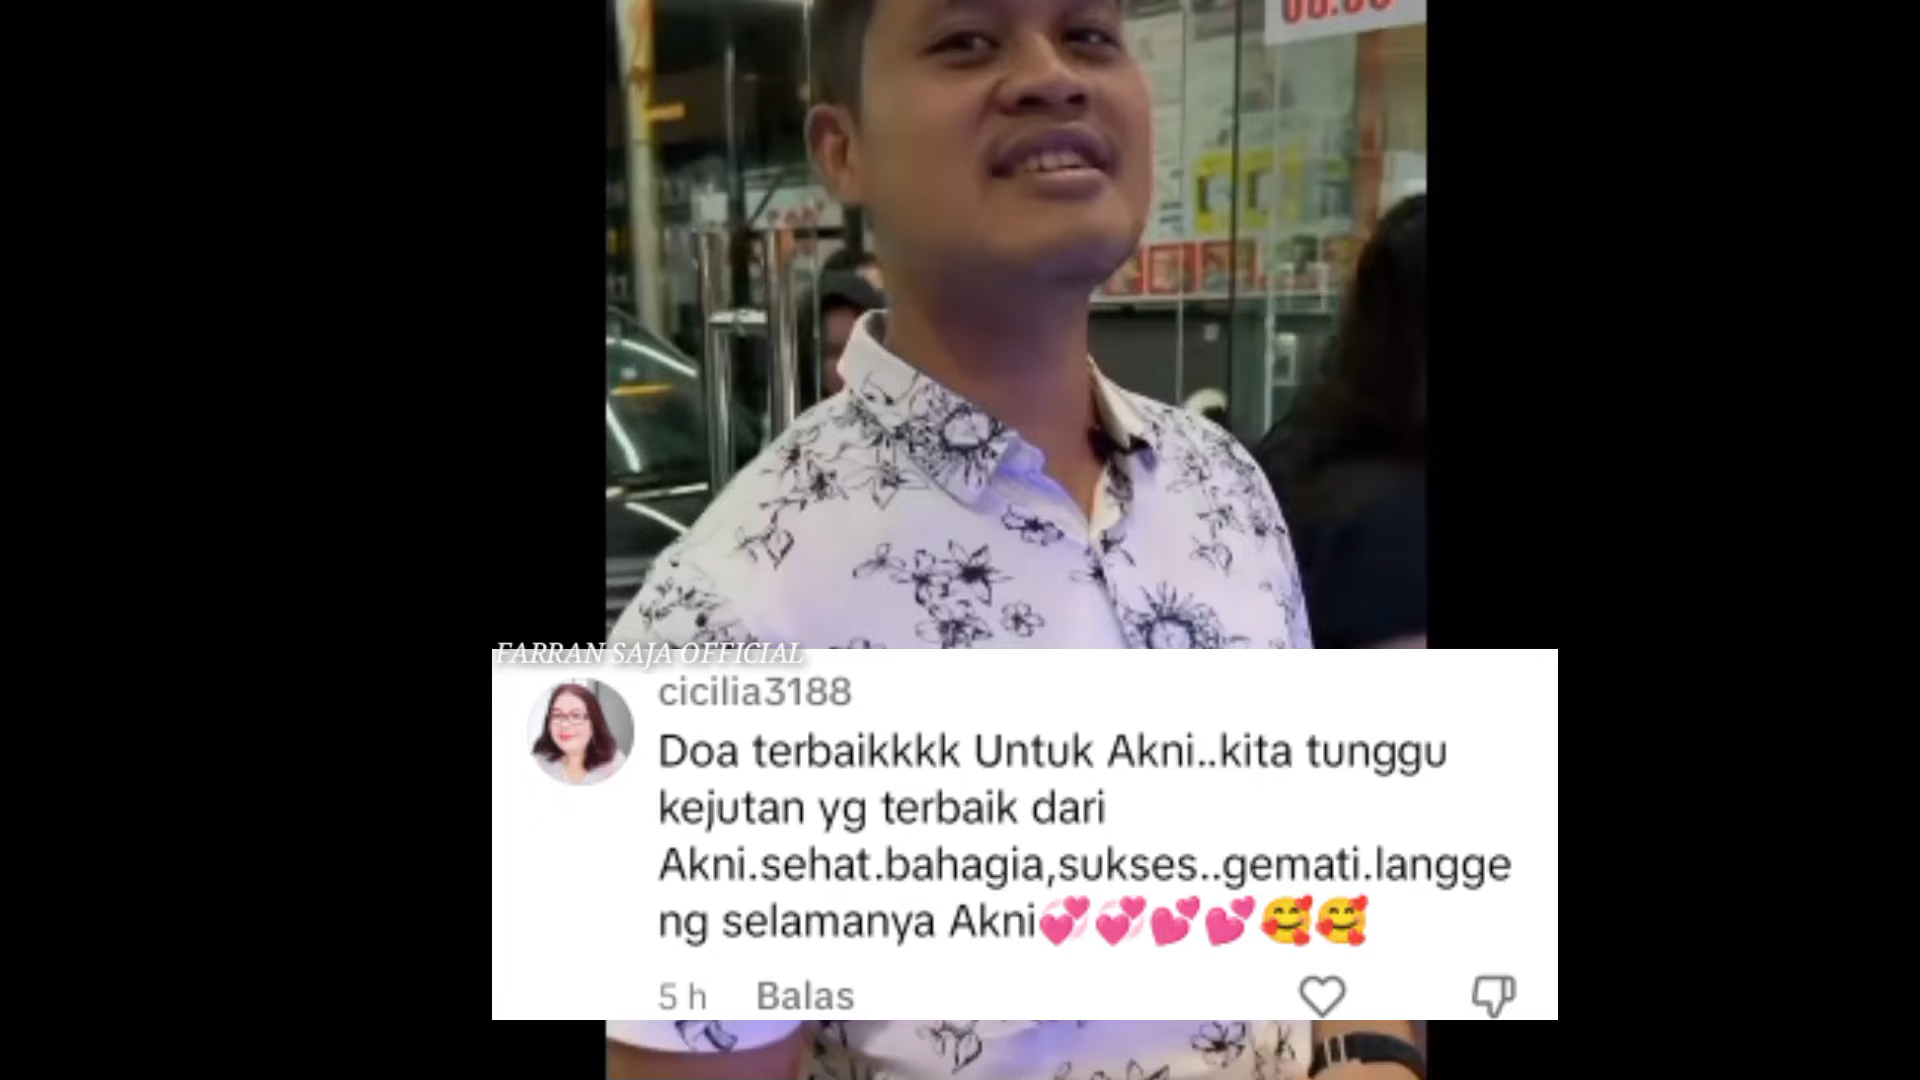 FARRAN SAJA OFFICIAL
cicilia3188
Doa terbaikkkk Untuk Akni..kita tunggu
kejutan yg terbaik dari
Akni.sehat.bahagia,sukses..gemati.langge
ng selamanya Akni💞💞💕💕🥰🥰
5 h Balas